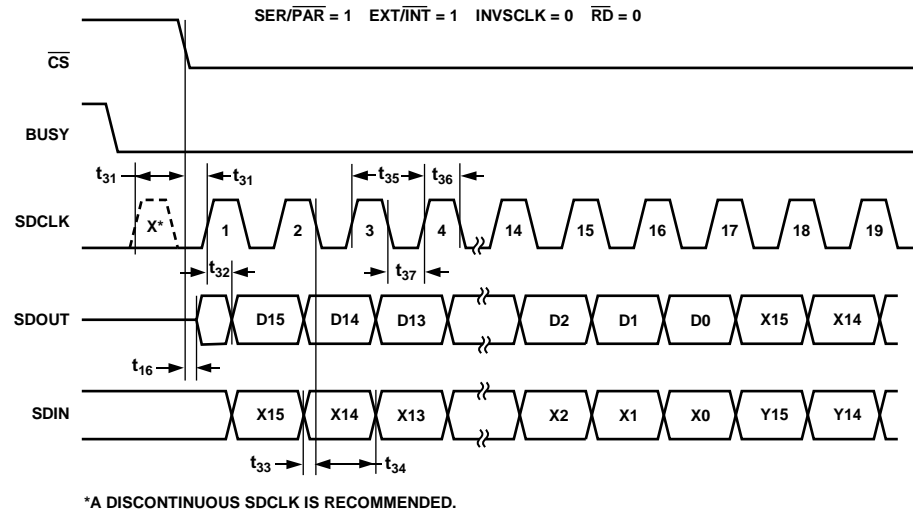 SER/PAR = 1 EXT/INT = 1 INVSCLK = 0 RD = 0
CS
BUSY
t31 t31 t35 t36
SDCLK X* 1 2 3 4 14 15 16 17 18 19
t32 t37
SDOUT D15 D14 D13 D2 D1 D0 X15 X14
t16
SDIN X15 X14 X13 X2 X1 X0 Y15 Y14
t33 t34
*A DISCONTINUOUS SDCLK IS RECOMMENDED.